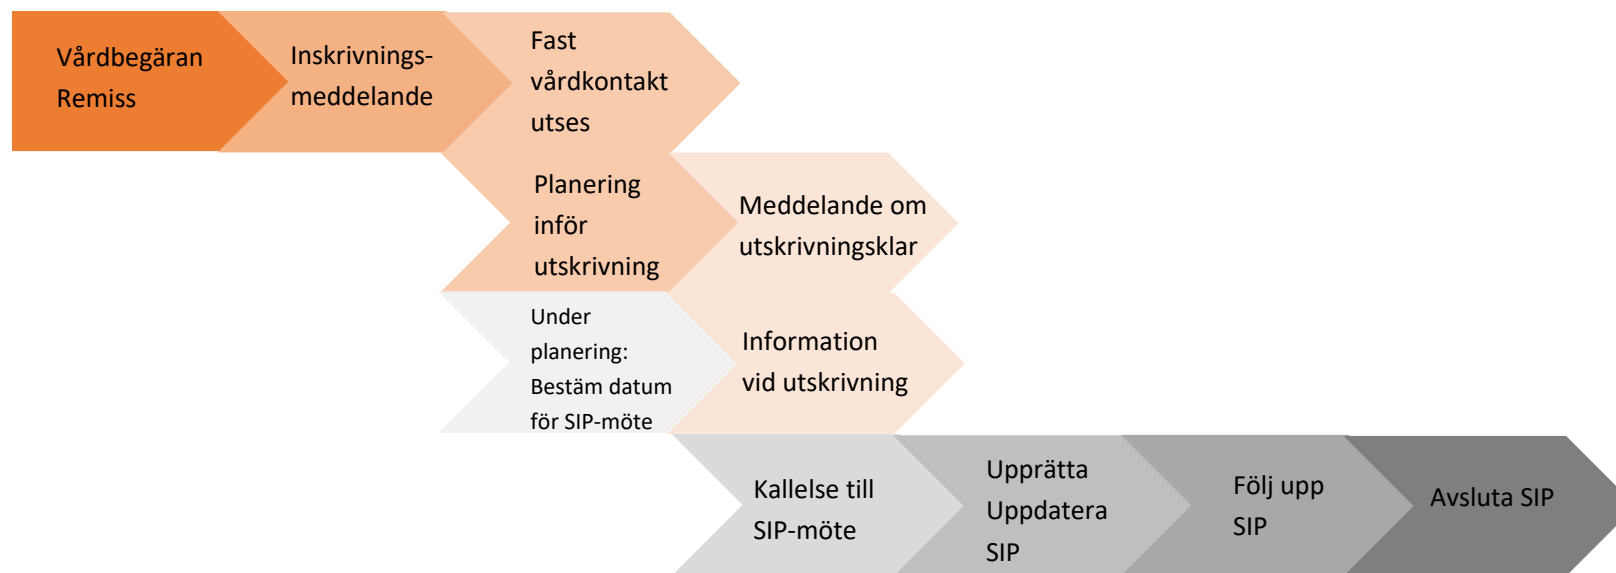 Vårdbegäran
Remiss
Inskrivnings-
meddelande
Fast
vårdkontakt
utses
Planering
inför
utskrivning
Meddelande om
utskrivningsklar
Under
planering:
Bestäm datum
för SIP-möte
Information
vid utskrivning
Kallelse till
SIP-möte
Upprätta
Uppdatera
SIP
Följ upp
SIP
Avsluta SIP